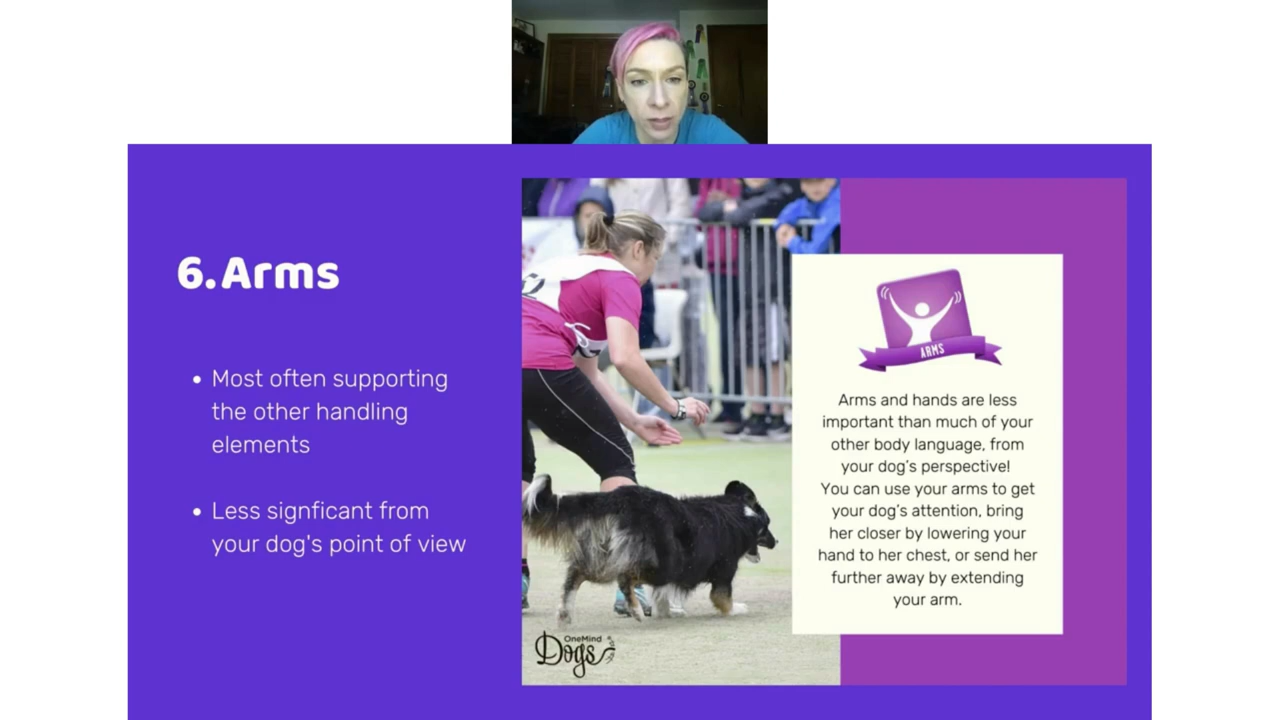 6. Arms
• Most often supporting
the other handling
elements
• Less signficant from
your dog's point of view
OneMind
Dogs
ARMS
Arms and hands are less
important than much of your
other body language, from
your dog's perspective!
You can use your arms to get
your dog's attention, bring
her closer by lowering your
hand to her chest, or send her
further away by extending
your arm.